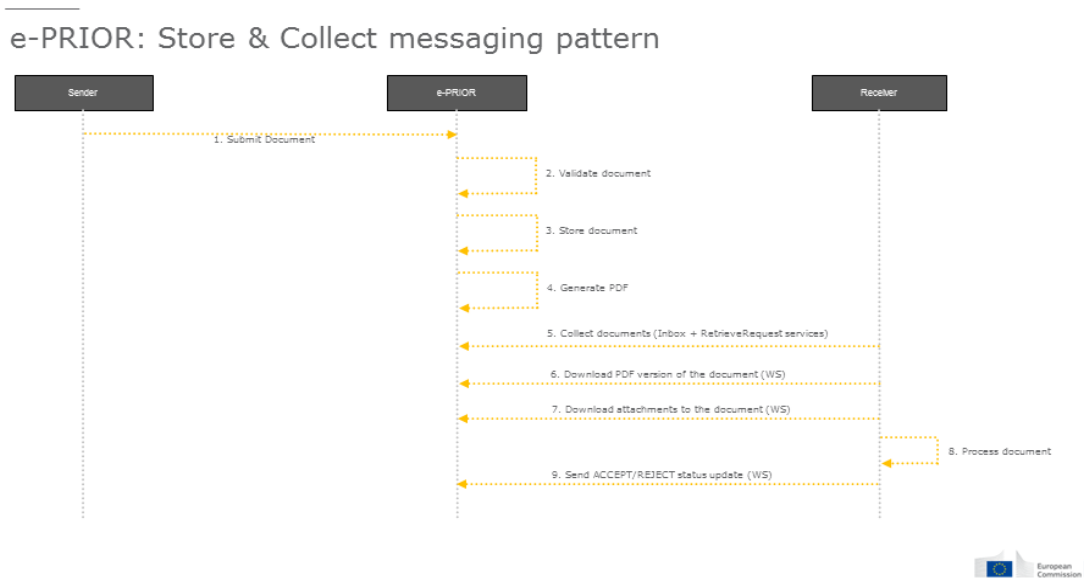 e-PRIOR: Store & Collect messaging pattern
Sender
e-PRIOR
Receiver
1. Submit Document
2. Validate document
3. Store document
4. Generate PDF
5. Collect documents (Inbox + RetrieveRequest services)
6. Download PDF version of the document (WS)
7. Download attachments to the document (WS)
8. Process document
9. Send ACCEPT/REJECT status update (WS)
European
Commission